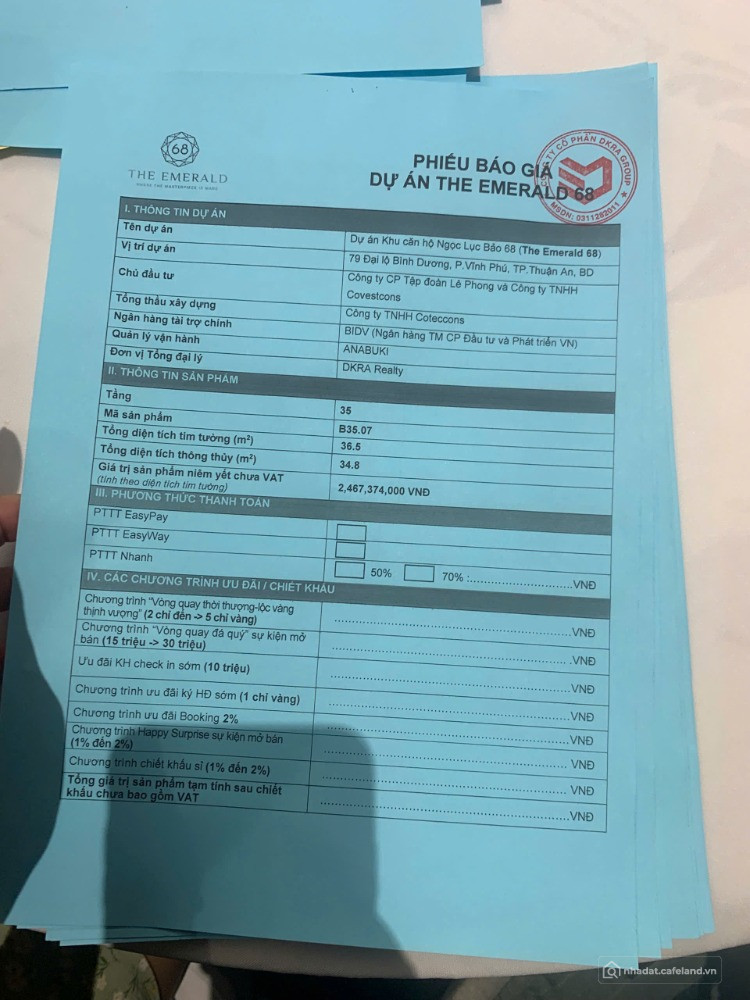 68
THE EMERALD
WHERE THE MASTERPIECE IS BORN
CÔNG TY CỔ PHẦN DKRA GROUP
MSDN: 0311282011
PHIẾU BÁO GIÁ
DỰ ÁN THE EMERALD 68
I. THÔNG TIN DỰ ÁN
Tên dự án
Dự án Khu căn hộ Ngọc Lục Bảo 68 (The Emerald 68)
Vị trí dự án
79 Đại lộ Bình Dương, P.Vĩnh Phú, TP.Thuận An, BD
Chủ đầu tư
Công ty CP Tập đoàn Lê Phong và Công ty TNHH
Covestcons
Tổng thầu xây dựng
Công ty TNHH Coteccons
Ngân hàng tài trợ chính
BIDV (Ngân hàng TM CP Đầu tư và Phát triển VN)
Quản lý vận hành
ANABUKI
Đơn vị Tổng đại lý
DKRA Realty
II. THÔNG TIN SẢN PHẨM
Tầng
35
Mã sản phẩm
B35.07
Tổng diện tích tim tường (m²)
36.5
Tổng diện tích thông thủy (m²)
34.8
Giá trị sản phẩm niêm yết chưa VAT
(tính theo diện tích tim tường)
2,467,374,000 VNĐ
III. PHƯƠNG THỨC THANH TOÁN
PTTT EasyPay
PTTT EasyWay
PTTT Nhanh
50% 70% :..............................VNĐ
IV. CÁC CHƯƠNG TRÌNH ƯU ĐÃI / CHIẾT KHẤU
Chương trình "Vòng quay thời thượng-lộc vàng
thịnh vượng" (2 chỉ đến -> 5 chỉ vàng)
..............................VNĐ
Chương trình "Vòng quay đá quý" sự kiện mở
bán (15 triệu -> 30 triệu)
..............................VNĐ
Ưu đãi KH check in sớm (10 triệu)
..............................VNĐ
Chương trình ưu đãi ký HĐ sớm (1 chỉ vàng)
..............................VNĐ
Chương trình ưu đãi Booking 2%
..............................VNĐ
Chương trình Happy Surprise sự kiện mở bán
(1% đến 2%)
..............................VNĐ
Chương trình chiết khấu sỉ (1% đến 2%)
..............................VNĐ
Tổng giá trị sản phẩm tạm tính sau chiết
khấu chưa bao gồm VAT
..............................VNĐ
nhadat.cafeland.vn